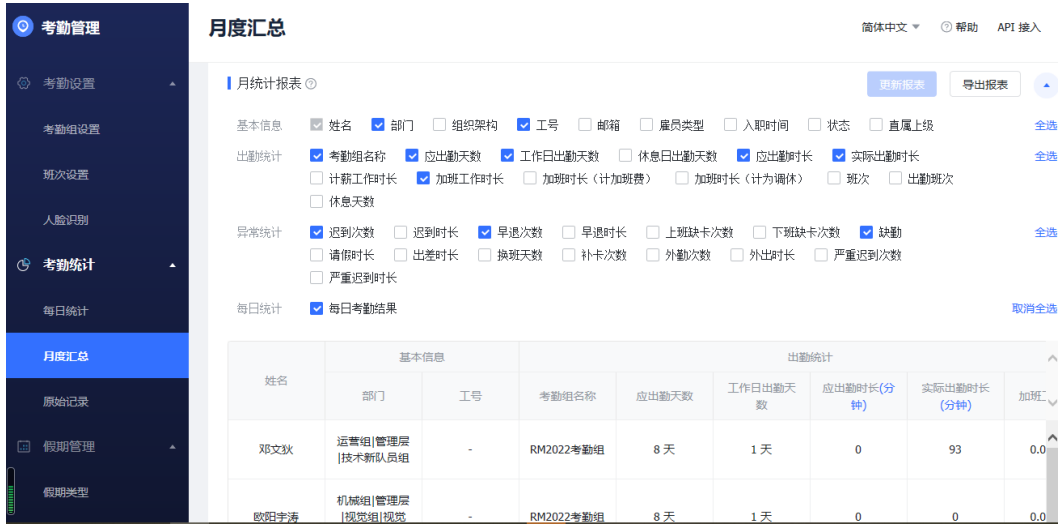 考勤管理
月度汇总
简体中文 帮助 API 接入
考勤设置
月统计报表
更新报表 导出报表
基本信息 姓名 部门 组织架构 工号 邮箱 雇员类型 入职时间 状态 直属上级 全选
考勤组设置
出勤统计 考勤组名称 应出勤天数 工作日出勤天数 休息日出勤天数 应出勤时长 实际出勤时长 全选
班次设置
计薪工作时长 加班工作时长 加班时长（计加班费） 加班时长（计为调休） 班次 出勤班次
休息天数
人脸识别
异常统计 迟到次数 迟到时长 早退次数 早退时长 上班缺卡次数 下班缺卡次数 缺勤 全选
请假时长 出差时长 换班天数 补卡次数 外勤次数 外出时长 严重迟到次数
考勤统计
严重迟到时长
每日统计
每日统计 每日考勤结果 取消全选
月度汇总
姓名 基本信息 出勤统计
部门 工号 考勤组名称 应出勤天数 工作日出勤天
数 应出勤时长(分
钟) 实际出勤时长
(分钟) 加班
原始记录
假期管理
邓文狄 运营组|管理层
|技术新队员组 - RM2022考勤组 8 天 1 天 0 93 0.0
假期类型
欧阳宇涛 机械组|管理层
|视觉组|视觉 - RM2022考勤组 8 天 1 天 0 0 0.0